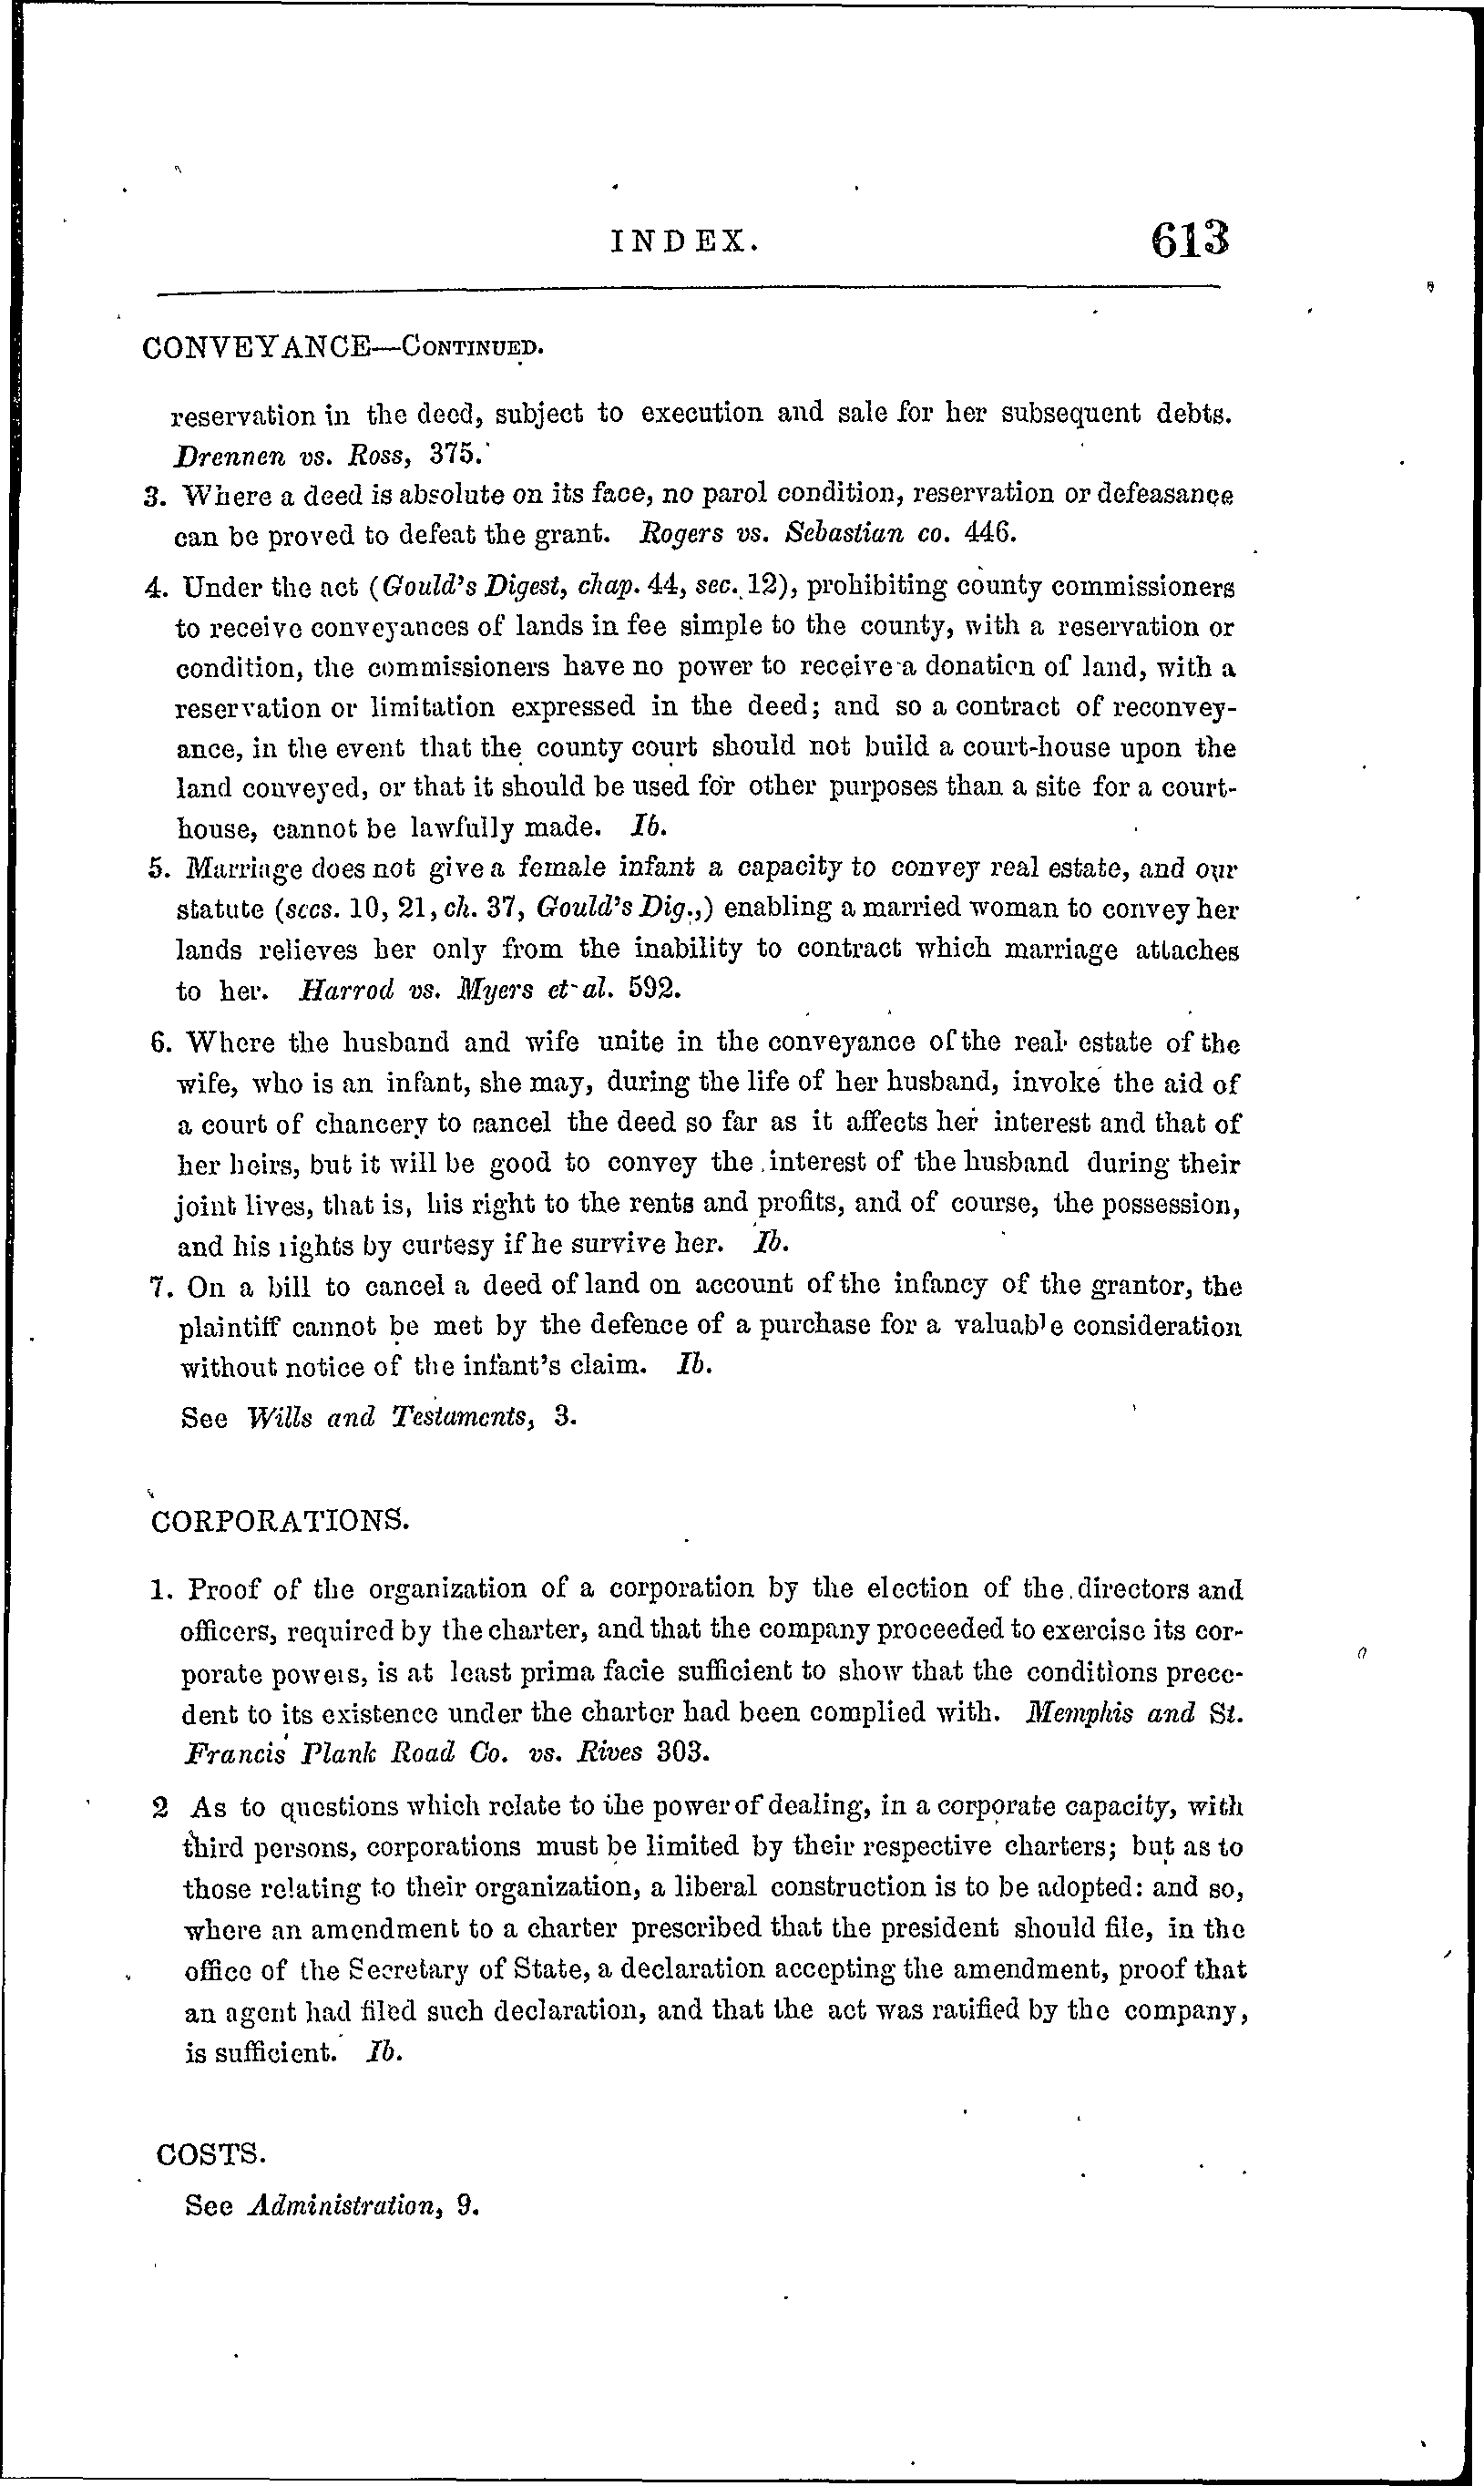 INDEX. 613
CONVEYANCE—CONTINUED.
reservation in the deed, subject to execution and sale for her subsequent debts.
Drennen vs. Ross, 375.
3. Where a deed is absolute on its face, no parol condition, reservation or defeasance
can be proved to defeat the grant. Rogers vs. Sebastian co. 446.
4. Under the act (Gould's Digest, chap. 44, sec. 12), prohibiting county commissioners
to receive conveyances of lands in fee simple to the county, with a reservation or
condition, the commissioners have no power to receive a donation of land, with a
reservation or limitation expressed in the deed; and so a contract of reconvey-
ance, in the event that the county court should not build a court-house upon the
land conveyed, or that it should be used for other purposes than a site for a court-
house, cannot be lawfully made. Ib.
5. Marriage does not give a female infant a capacity to convey real estate, and our
statute (secs. 10, 21, ch. 37, Gould's Dig.,) enabling a married woman to convey her
lands relieves her only from the inability to contract which marriage attaches
to her. Harrod vs. Myers et al. 592.
6. Where the husband and wife unite in the conveyance of the real estate of the
wife, who is an infant, she may, during the life of her husband, invoke the aid of
a court of chancery to cancel the deed so far as it affects her interest and that of
her heirs, but it will be good to convey the interest of the husband during their
joint lives, that is, his right to the rents and profits, and of course, the possession,
and his rights by curtesy if he survive her. Ib.
7. On a bill to cancel a deed of land on account of the infancy of the grantor, the
plaintiff cannot be met by the defence of a purchase for a valuable consideration
without notice of the infant's claim. Ib.
See Wills and Testaments, 3.
CORPORATIONS.
1. Proof of the organization of a corporation by the election of the directors and
officers, required by the charter, and that the company proceeded to exercise its cor-
porate powers, is at least prima facie sufficient to show that the conditions prece-
dent to its existence under the charter had been complied with. Memphis and St.
Francis Plank Road Co. vs. Rives 303.
2 As to questions which relate to the power of dealing, in a corporate capacity, with
third persons, corporations must be limited by their respective charters; but as to
those relating to their organization, a liberal construction is to be adopted: and so,
where an amendment to a charter prescribed that the president should file, in the
office of the Secretary of State, a declaration accepting the amendment, proof that
an agent had filed such declaration, and that the act was ratified by the company,
is sufficient. Ib.
COSTS.
See Administration, 9.